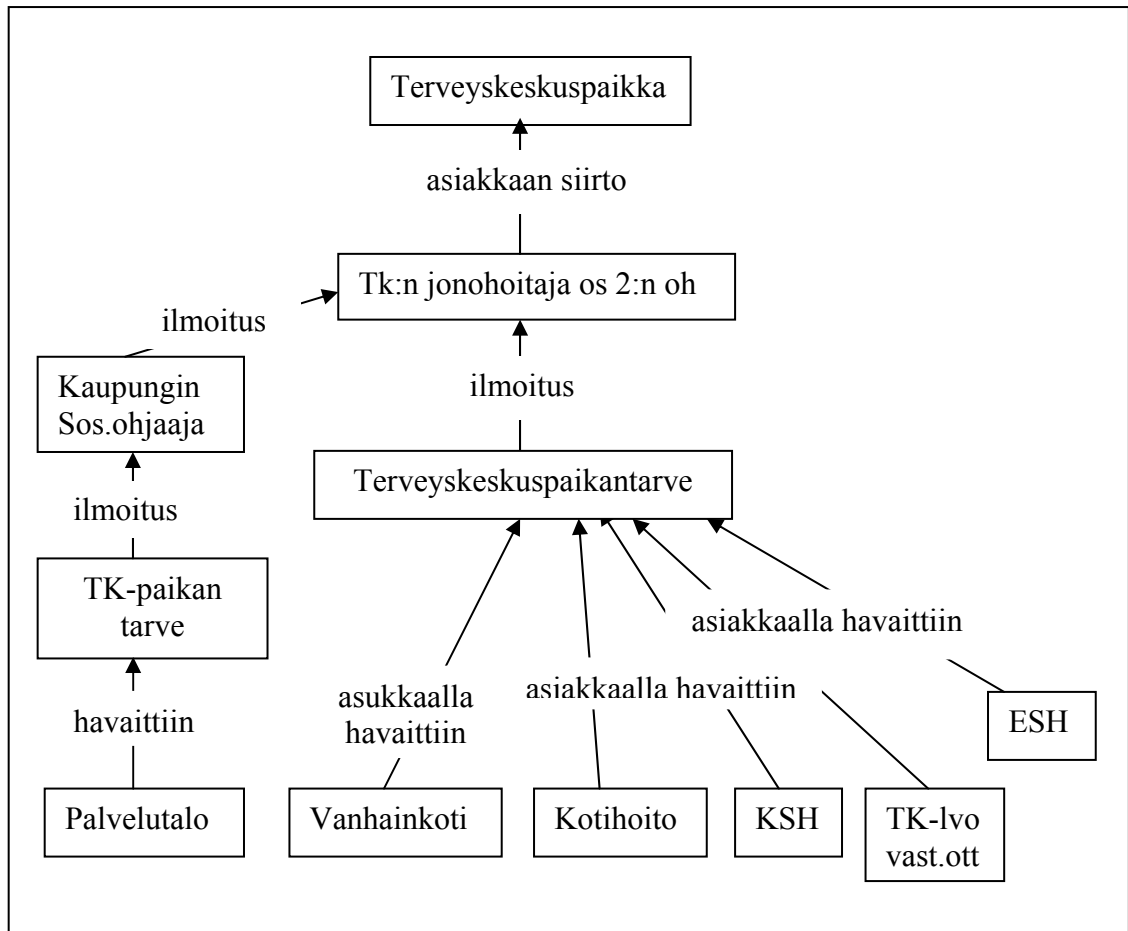 Terveyskeskuspaikka
asiakkaan siirto
Tk:n jonohoitaja os 2:n oh
ilmoitus
Kaupungin
Sos.ohjaaja
ilmoitus
Terveyskeskuspaikantarve
ilmoitus
TK-paikan
tarve
asiakkaalla havaittiin
asukkaalla
havaittiin
asiakkaalla havaittiin
havaittiin
ESH
Palvelutalo
Vanhainkoti
Kotihoito
KSH
TK-lvo
vast.ott